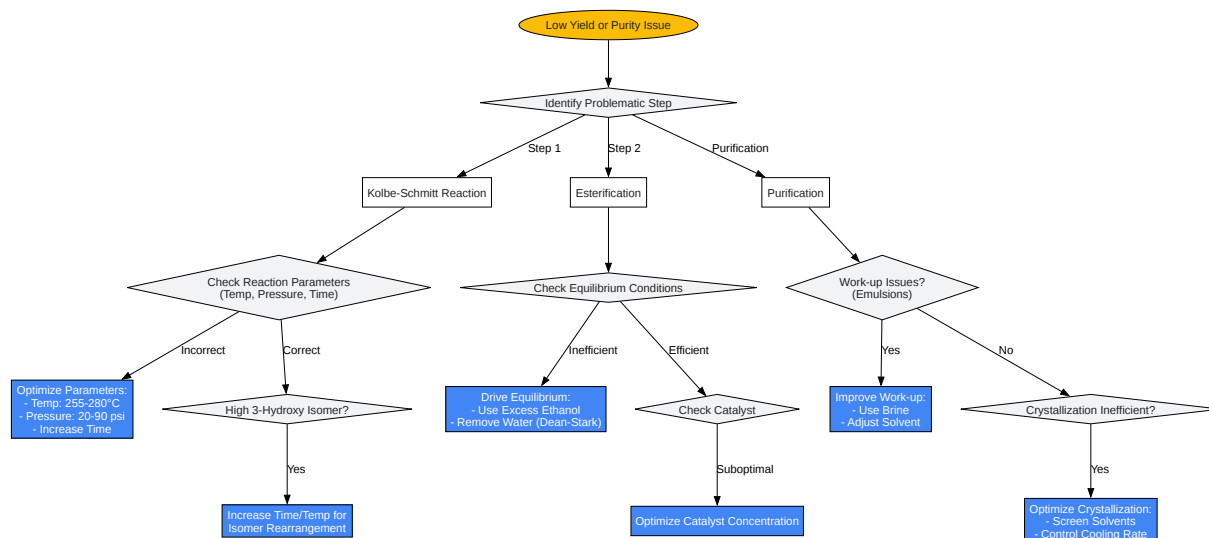 Low Yield or Purity Issue
Identify Problematic Step
Step 1
Step 2
Purification
Kolbe-Schmitt Reaction
Esterification
Purification
Check Reaction Parameters
(Temp, Pressure, Time)
Check Equilibrium Conditions
Work-up Issues?
(Emulsions)
Incorrect
Correct
Inefficient
Efficient
Yes
No
Optimize Parameters:
- Temp: 255-280°C
- Pressure: 20-90 psi
- Increase Time
High 3-Hydroxy Isomer?
Drive Equilibrium:
- Use Excess Ethanol
- Remove Water (Dean-Stark)
Check Catalyst
Improve Work-up:
- Use Brine
- Adjust Solvent
Crystallization Inefficient?
Yes
Suboptimal
Yes
Increase Time/Temp for
Isomer Rearrangement
Optimize Catalyst Concentration
Optimize Crystallization:
- Screen Solvents
- Control Cooling Rate